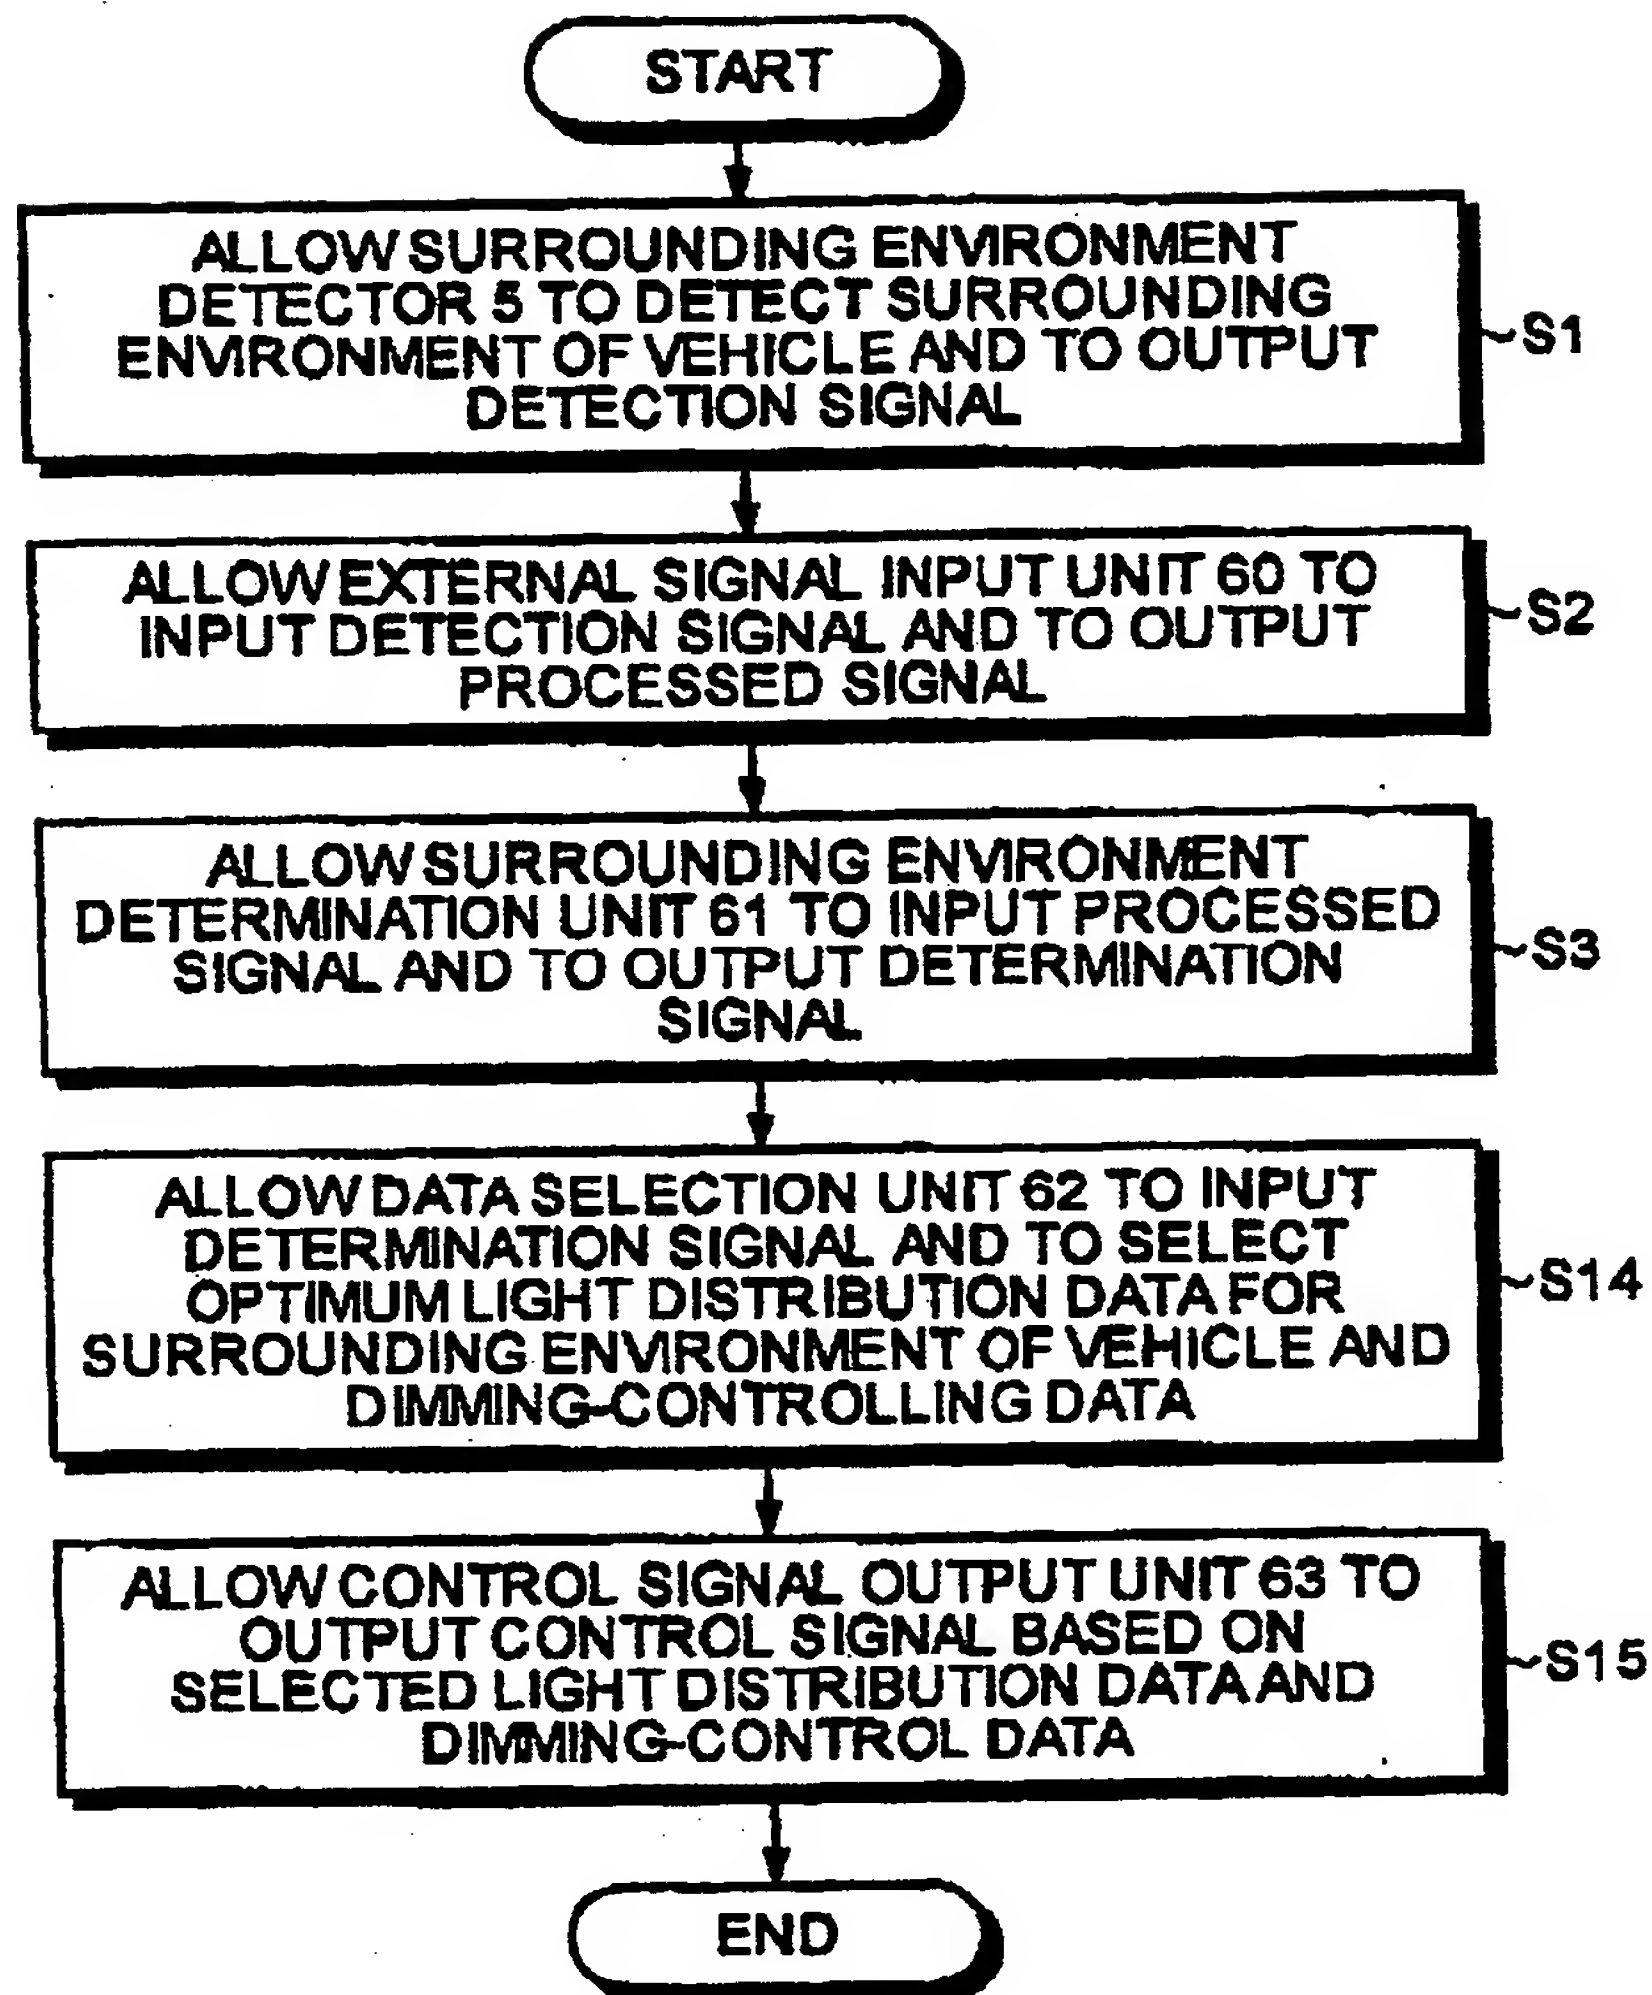 START
ALLOW SURROUNDING ENVIRONMENT
DETECTOR 5 TO DETECT SURROUNDING
ENVIRONMENT OF VEHICLE AND TO OUTPUT
DETECTION SIGNAL
S1
ALLOW EXTERNAL SIGNAL INPUT UNIT 60 TO
INPUT DETECTION SIGNAL AND TO OUTPUT
PROCESSED SIGNAL
S2
ALLOW SURROUNDING ENVIRONMENT
DETERMINATION UNIT 61 TO INPUT PROCESSED
SIGNAL AND TO OUTPUT DETERMINATION
SIGNAL
S3
ALLOW DATA SELECTION UNIT 62 TO INPUT
DETERMINATION SIGNAL AND TO SELECT
OPTIMUM LIGHT DISTRIBUTION DATA FOR
SURROUNDING ENVIRONMENT OF VEHICLE AND
DIMMING-CONTROLLING DATA
S14
ALLOW CONTROL SIGNAL OUTPUT UNIT 63 TO
OUTPUT CONTROL SIGNAL BASED ON
SELECTED LIGHT DISTRIBUTION DATA AND
DIMMING-CONTROL DATA
S15
END